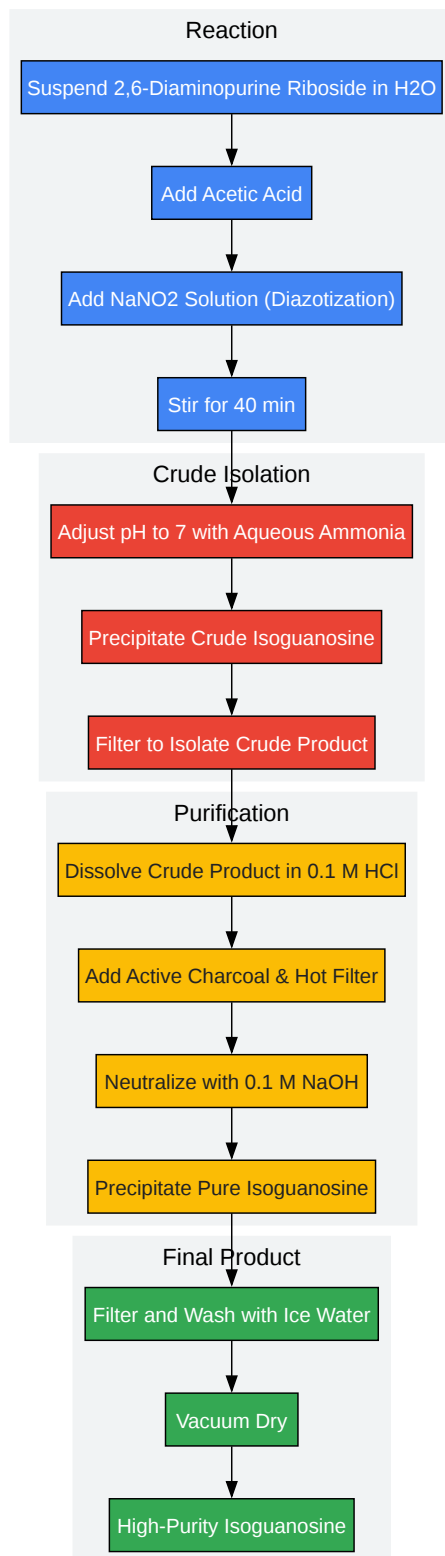 Reaction
Suspend 2,6-Diaminopurine Riboside in H2O
Add Acetic Acid
Add NaNO2 Solution (Diazotization)
Stir for 40 min
Crude Isolation
Adjust pH to 7 with Aqueous Ammonia
Precipitate Crude Isoguanosine
Filter to Isolate Crude Product
Purification
Dissolve Crude Product in 0.1 M HCl
Add Active Charcoal & Hot Filter
Neutralize with 0.1 M NaOH
Precipitate Pure Isoguanosine
Final Product
Filter and Wash with Ice Water
Vacuum Dry
High-Purity Isoguanosine